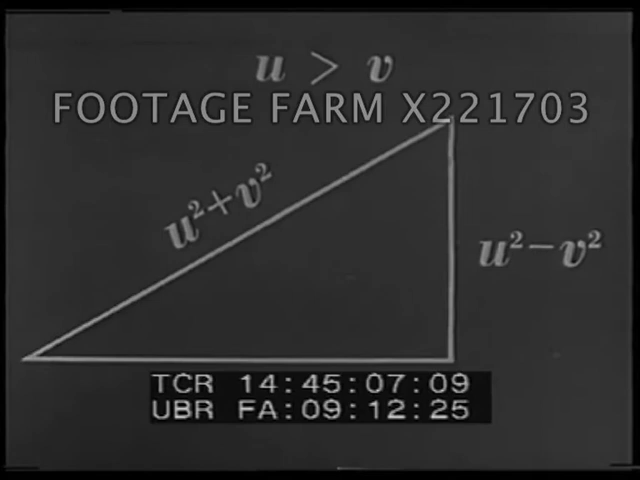 u > v
FOOTAGE FARM X221703
u²+v²
u²−v²
TCR 14:45:07:09
UBR FA:09:12:25